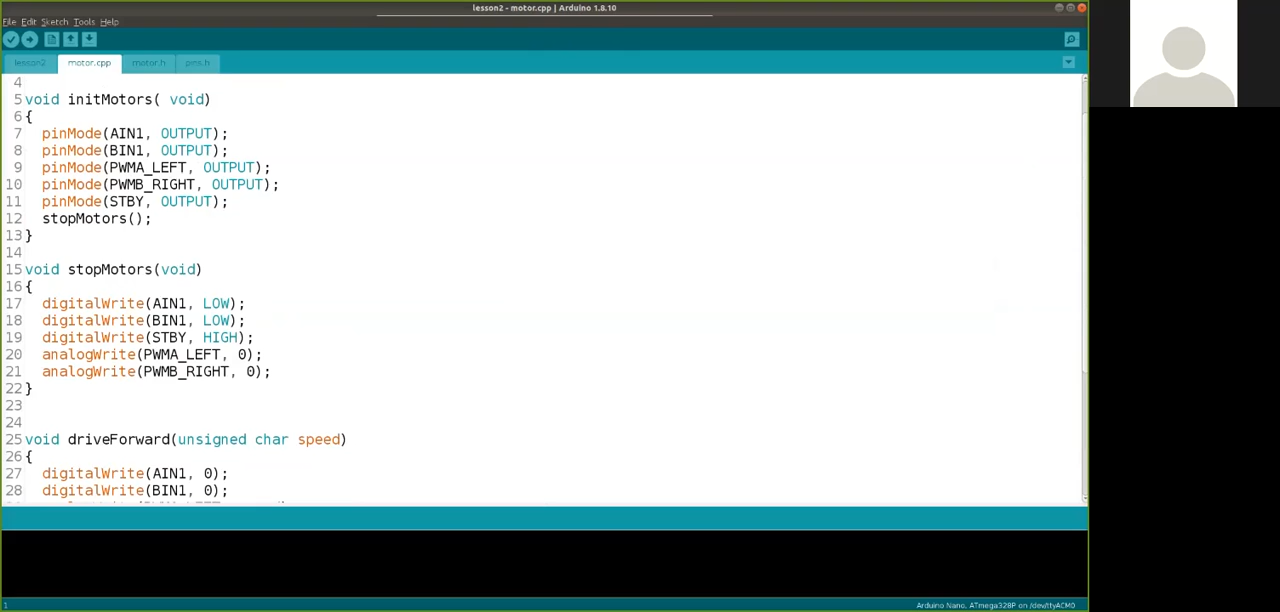 lesson2 - motor.cpp | Arduino 1.8.10
File Edit Sketch Tools Help
lesson2 motor.cpp motor.h pins.h
4
5 void initMotors( void)
6 {
7 pinMode(AIN1, OUTPUT);
8 pinMode(BIN1, OUTPUT);
9 pinMode(PWMA_LEFT, OUTPUT);
10 pinMode(PWMB_RIGHT, OUTPUT);
11 pinMode(STBY, OUTPUT);
12 stopMotors();
13 }
14
15 void stopMotors(void)
16 {
17 digitalWrite(AIN1, LOW);
18 digitalWrite(BIN1, LOW);
19 digitalWrite(STBY, HIGH);
20 analogWrite(PWMA_LEFT, 0);
21 analogWrite(PWMB_RIGHT, 0);
22 }
23
24
25 void driveForward(unsigned char speed)
26 {
27 digitalWrite(AIN1, 0);
28 digitalWrite(BIN1, 0);
1 Arduino Nano, ATmega328P on /dev/ttyACM0